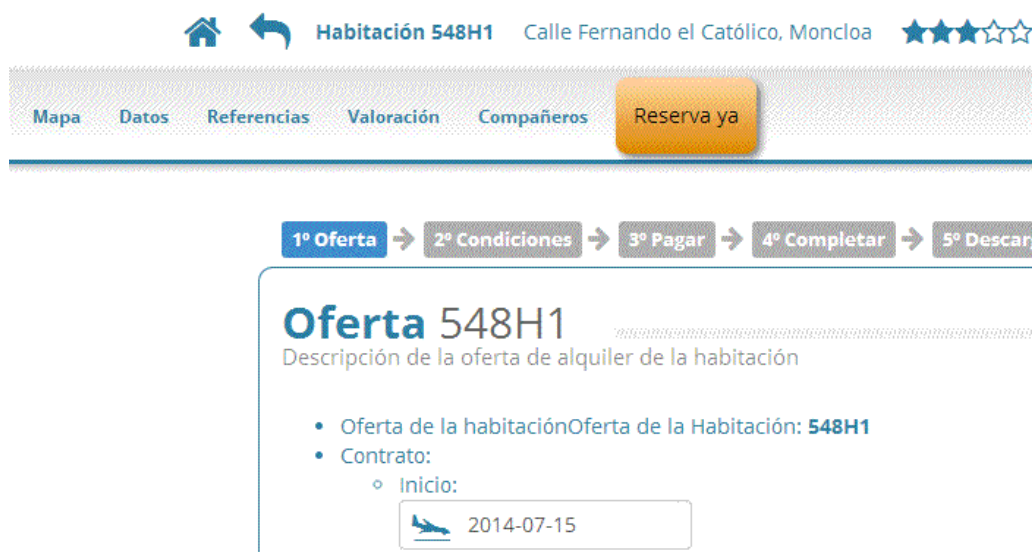 Habitación 548H1 Calle Fernando el Católico, Moncloa
Mapa Datos Referencias Valoración Compañeros Reserva ya
1º Oferta 2º Condiciones 3º Pagar 4º Completar 5º Descar
Oferta 548H1
Descripción de la oferta de alquiler de la habitación
Oferta de la habitaciónOferta de la Habitación: 548H1
Contrato:
Inicio:
2014-07-15